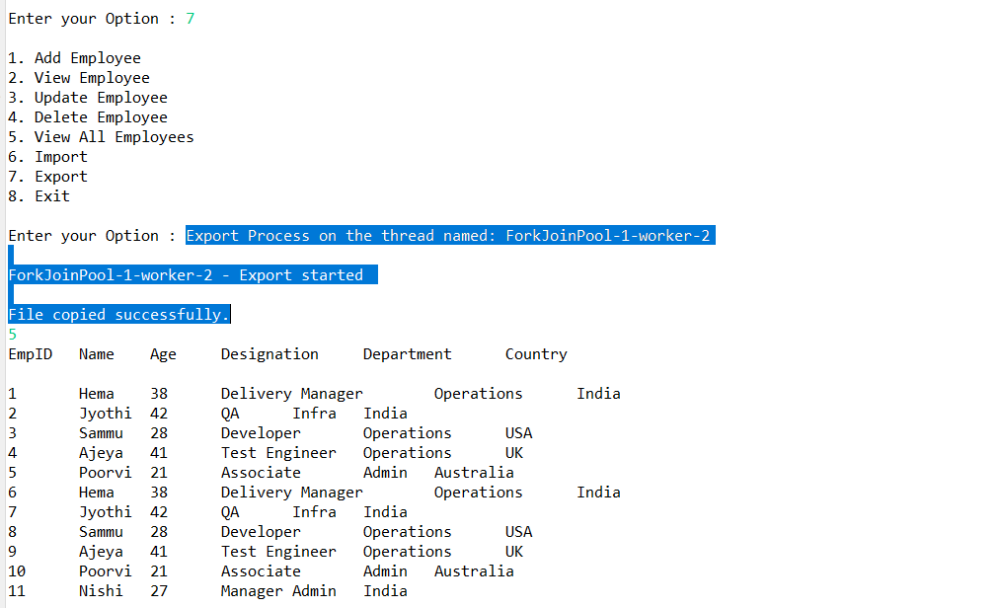 Enter your Option : 7
1. Add Employee
2. View Employee
3. Update Employee
4. Delete Employee
5. View All Employees
6. Import
7. Export
8. Exit
Enter your Option : Export Process on the thread named: ForkJoinPool-1-worker-2
ForkJoinPool-1-worker-2 - Export started
File copied successfully.
5
EmpID Name Age Designation Department Country
1 Hema 38 Delivery Manager Operations India
2 Jyothi 42 QA Infra India
3 Sammu 28 Developer Operations USA
4 Ajeya 41 Test Engineer Operations UK
5 Poorvi 21 Associate Admin Australia
6 Hema 38 Delivery Manager Operations India
7 Jyothi 42 QA Infra India
8 Sammu 28 Developer Operations USA
9 Ajeya 41 Test Engineer Operations UK
10 Poorvi 21 Associate Admin Australia
11 Nishi 27 Manager Admin India